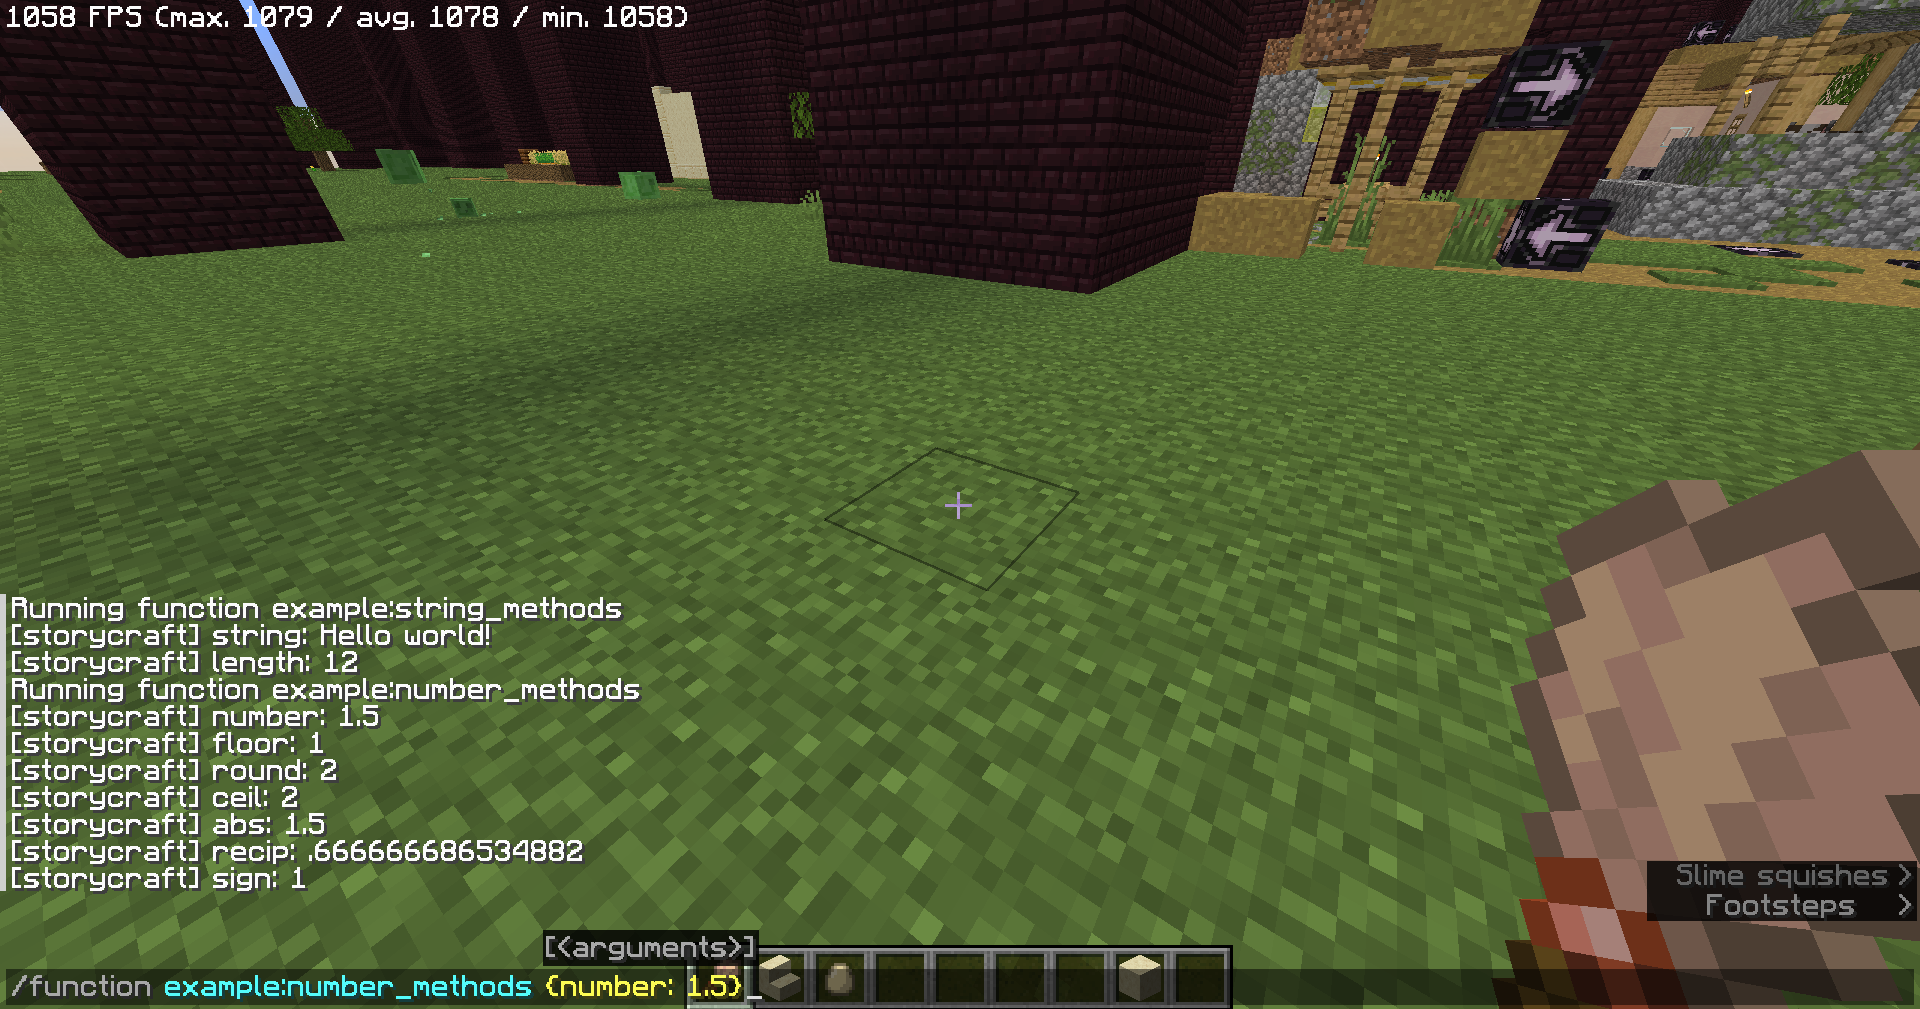 1058 FPS (max. 1079 / avg. 1078 / min. 1058)
Running function example:string_methods
[storycraft] string: Hello world!
[storycraft] length: 12
Running function example:number_methods
[storycraft] number: 1.5
[storycraft] floor: 1
[storycraft] round: 2
[storycraft] ceil: 2
[storycraft] abs: 1.5
[storycraft] recip: .666666686534882
[storycraft] sign: 1
Slime squishes >
Footsteps >
[<arguments>]
/function example:number_methods {number: 1.5}_